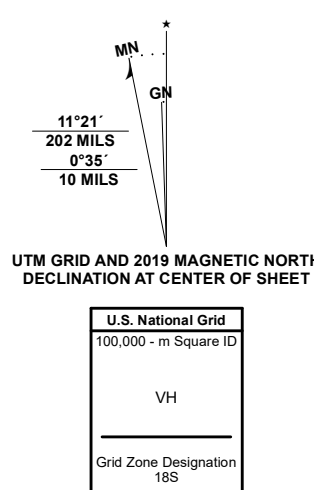 ★
MN
GN
11°21´
202 MILS
0°35´
10 MILS
UTM GRID AND 2019 MAGNETIC NORTH
DECLINATION AT CENTER OF SHEET
U.S. National Grid
100,000 - m Square ID
VH
Grid Zone Designation
18S